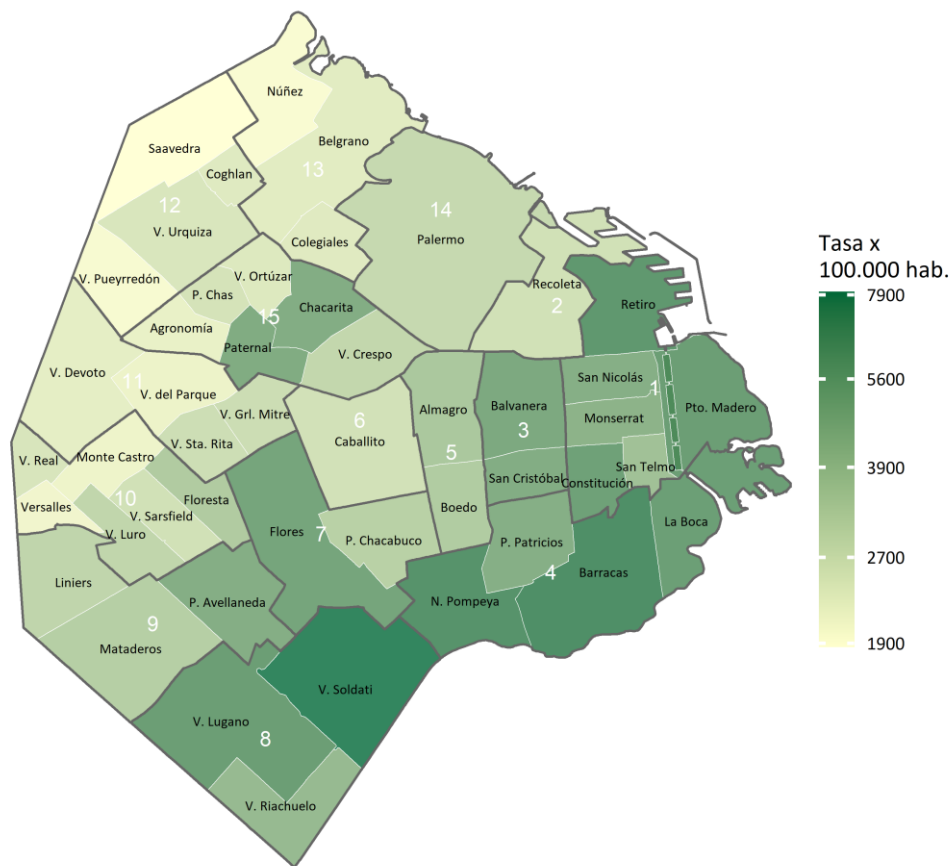 Núñez
Saavedra
Belgrano
Coghlan
13
12
14
V. Urquiza
Colegiales
Palermo
V. Pueyrredón
V. Ortúzar
Recoleta
P. Chas
Chacarita
2
Retiro
15
Agronomía
Paternal
V. Crespo
V. Devoto
11
San Nicolás
1
V. del Parque
Pto. Madero
V. Grl. Mitre
6
Almagro
Balvanera
Monserrat
V. Sta. Rita
Caballito
3
5
V. Real
Monte Castro
San Telmo
San Cristóbal
Constitución
10
Floresta
Versalles
V. Sarsfield
Boedo
La Boca
V. Luro
Flores
7
P. Chacabuco
P. Patricios
Liniers
4
Barracas
P. Avellaneda
N. Pompeya
9
Mataderos
V. Soldati
V. Lugano
8
V. Riachuelo
Tasa x
100.000 hab.
7900
5600
3900
2700
1900